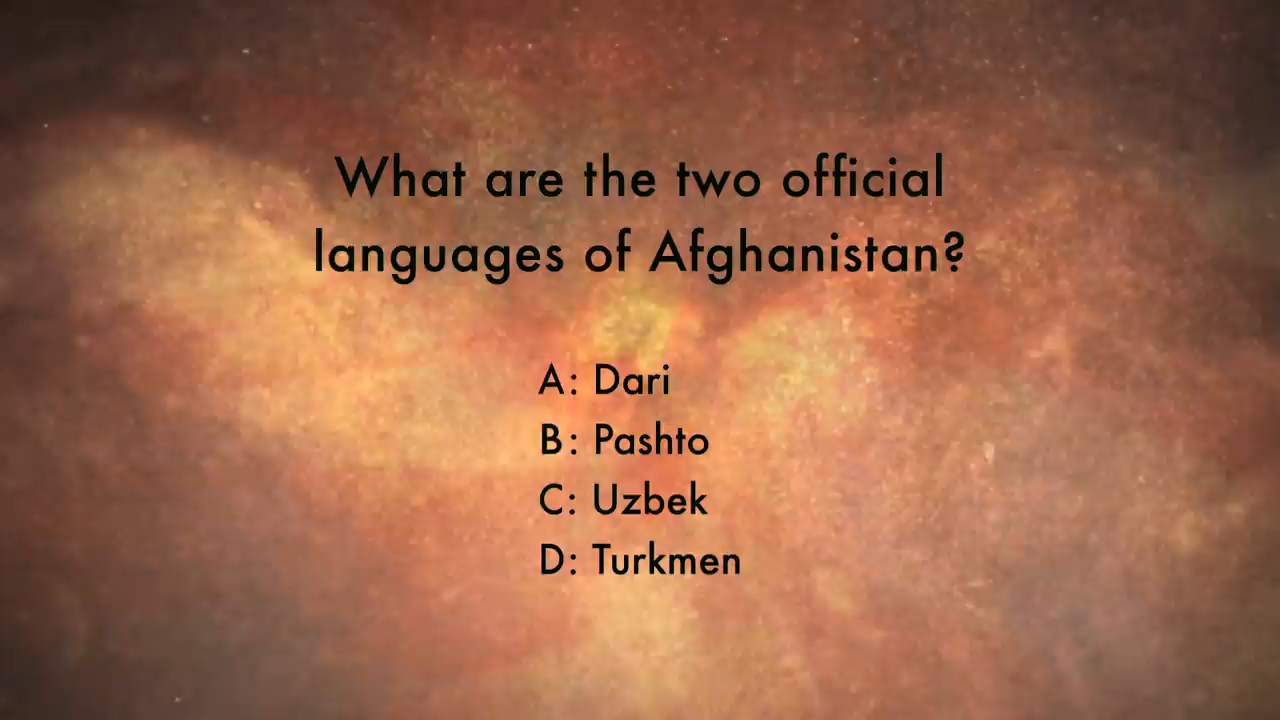 What are the two official
languages of Afghanistan?
A: Dari
B: Pashto
C: Uzbek
D: Turkmen